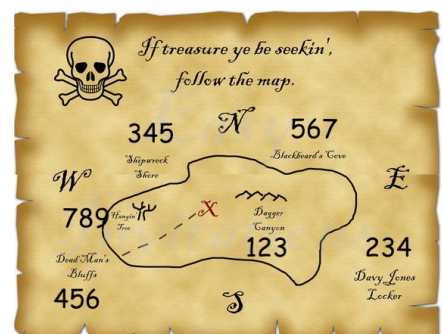 If treasure ye be seekin',
follow the map.
N
345
567
Shipwreck
Shore
Blackbeard's Cove
W
E
789
Hangin'
Tree
X
Dagger
Canyon
123
234
Dead Man's
Bluffs
Davy Jones
Locker
456
S